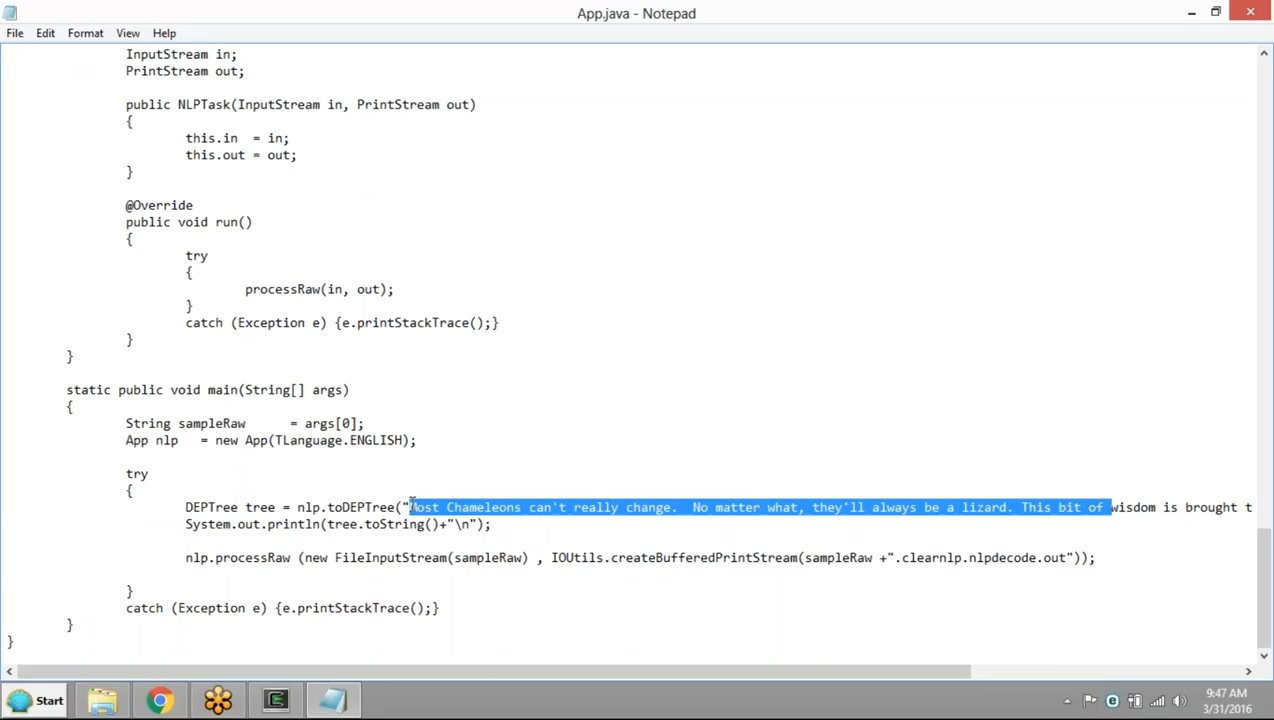 App.java - Notepad
File Edit Format View Help
InputStream in;
PrintStream out;
public NLPTask(InputStream in, PrintStream out)
{
this.in = in;
this.out = out;
}
@Override
public void run()
{
try
{
processRaw(in, out);
}
catch (Exception e) {e.printStackTrace();}
}
}
static public void main(String[] args)
{
String sampleRaw = args[0];
App nlp = new App(TLanguage.ENGLISH);
try
{
DEPTree tree = nlp.toDEPTree("Most Chameleons can't really change. No matter what, they'll always be a lizard. This bit of wisdom is brought t
System.out.println(tree.toString()+"\n");
nlp.processRaw (new FileInputStream(sampleRaw) , IOUtils.createBufferedPrintStream(sampleRaw +".clearnlp.nlpdecode.out"));
}
catch (Exception e) {e.printStackTrace();}
}
}
Start
9:47 AM
3/31/2016